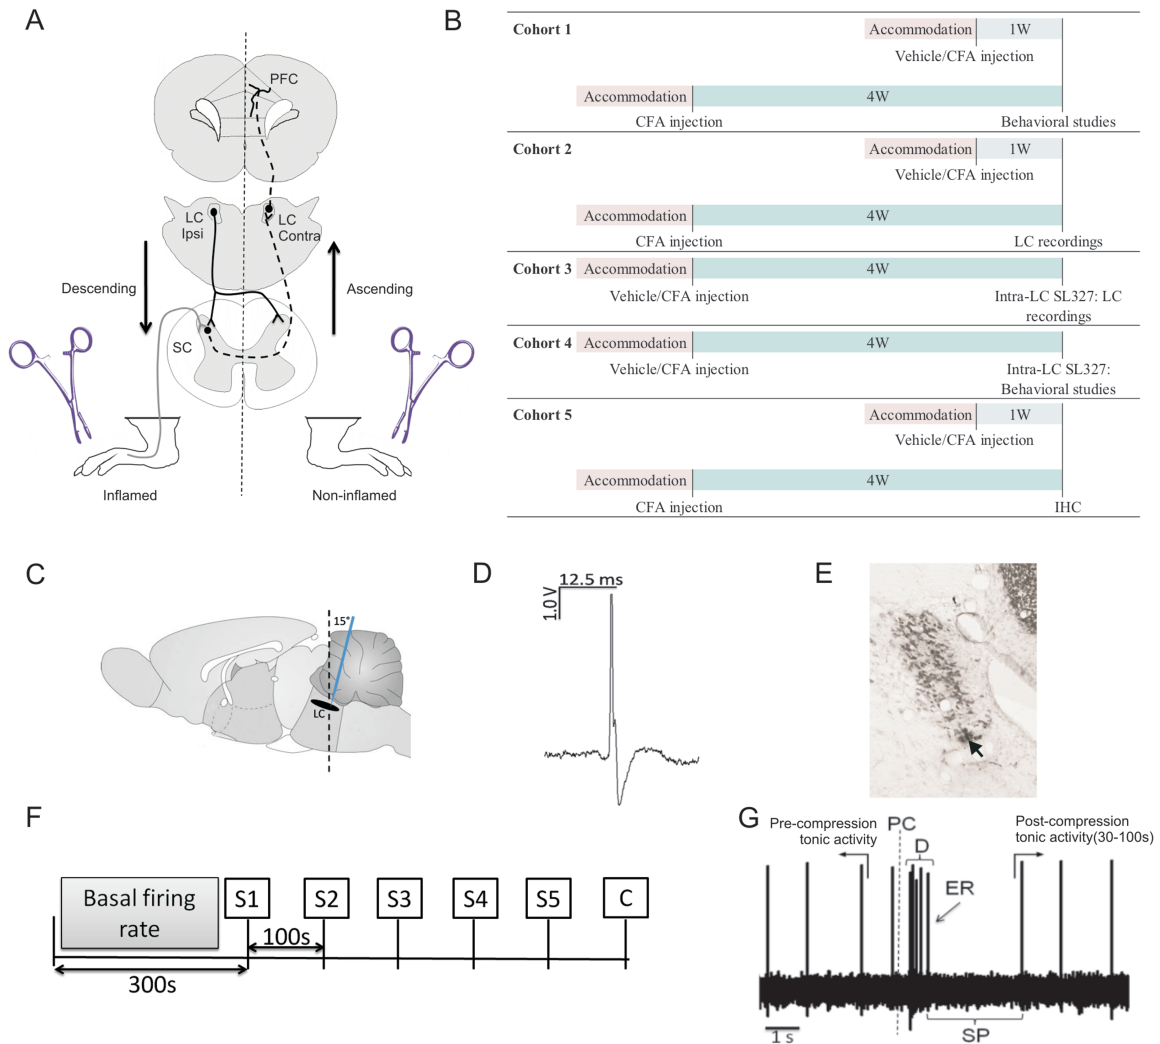 A
PFC
LC
Ipsi
LC
Contra
Descending
Ascending
SC
Inflamed
Non-inflamed
B
Cohort 1
Accommodation
1W
Vehicle/CFA injection
Accommodation
4W
CFA injection
Behavioral studies
Cohort 2
Accommodation
1W
Vehicle/CFA injection
Accommodation
4W
CFA injection
LC recordings
Cohort 3
Accommodation
4W
Vehicle/CFA injection
Intra-LC SL327: LC
recordings
Cohort 4
Accommodation
4W
Vehicle/CFA injection
Intra-LC SL327:
Behavioral studies
Cohort 5
Accommodation
1W
Vehicle/CFA injection
Accommodation
4W
CFA injection
IHC
C
15°
LC
D
12.5 ms
1.0 V
E
F
Basal firing
rate
S1
S2
S3
S4
S5
C
100s
300s
G
Pre-compression
tonic activity
PC
D
ER
Post-compression
tonic activity(30-100s)
SP
1 s